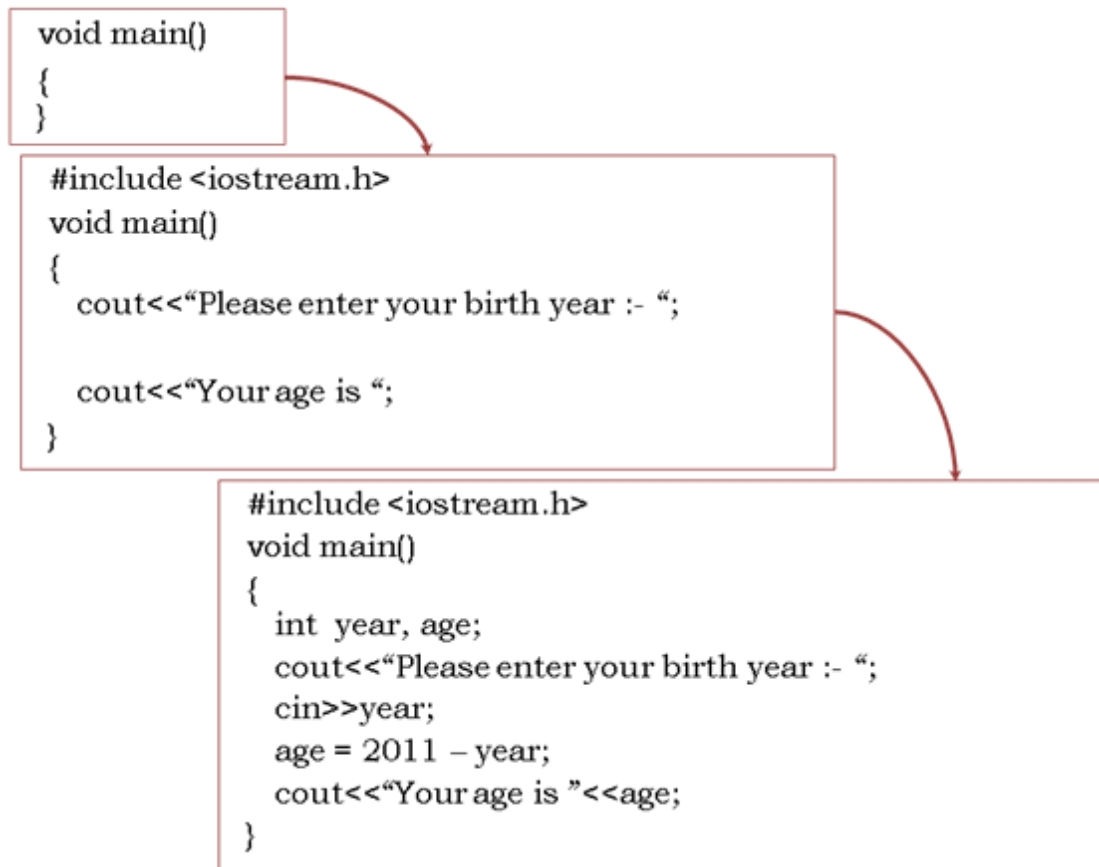 void main()
{
}
#include <iostream.h>
void main()
{
cout<<“Please enter your birth year :- “;
cout<<“Your age is “;
}
#include <iostream.h>
void main()
{
int year, age;
cout<<“Please enter your birth year :- “;
cin>>year;
age = 2011 – year;
cout<<“Your age is ”<<age;
}